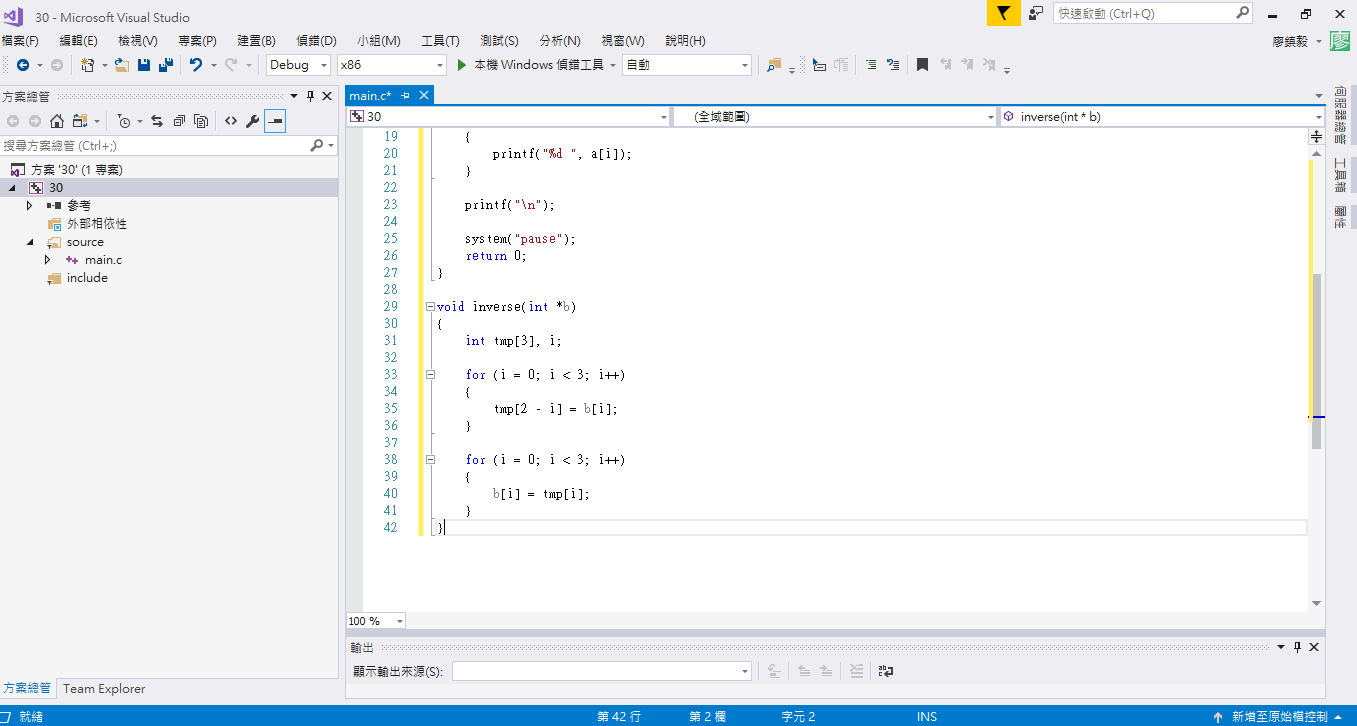 30 - Microsoft Visual Studio
快速啟動 (Ctrl+Q)
檔案(F) 編輯(E) 檢視(V) 專案(P) 建置(B) 偵錯(D) 小組(M) 工具(T) 測試(S) 分析(N) 視窗(W) 說明(H)
廖鎮毅 廖
Debug x86 本機 Windows 偵錯工具 自動
方案總管
搜尋方案總管 (Ctrl+;)
方案 '30' (1 專案)
30
參考
外部相依性
source
main.c
include
方案總管 Team Explorer
main.c*
30 (全域範圍) inverse(int * b)
19 {
20 printf("%d ", a[i]);
21 }
22
23 printf("\n");
24
25 system("pause");
26 return 0;
27 }
28
29 void inverse(int *b)
30 {
31 int tmp[3], i;
32
33 for (i = 0; i < 3; i++)
34 {
35 tmp[2 - i] = b[i];
36 }
37
38 for (i = 0; i < 3; i++)
39 {
40 b[i] = tmp[i];
41 }
42 }
100 %
輸出
顯示輸出來源(S):
伺服器總管
工具箱
屬性
就緒 第 42 行 第 2 欄 字元 2 INS 新增至原始檔控制